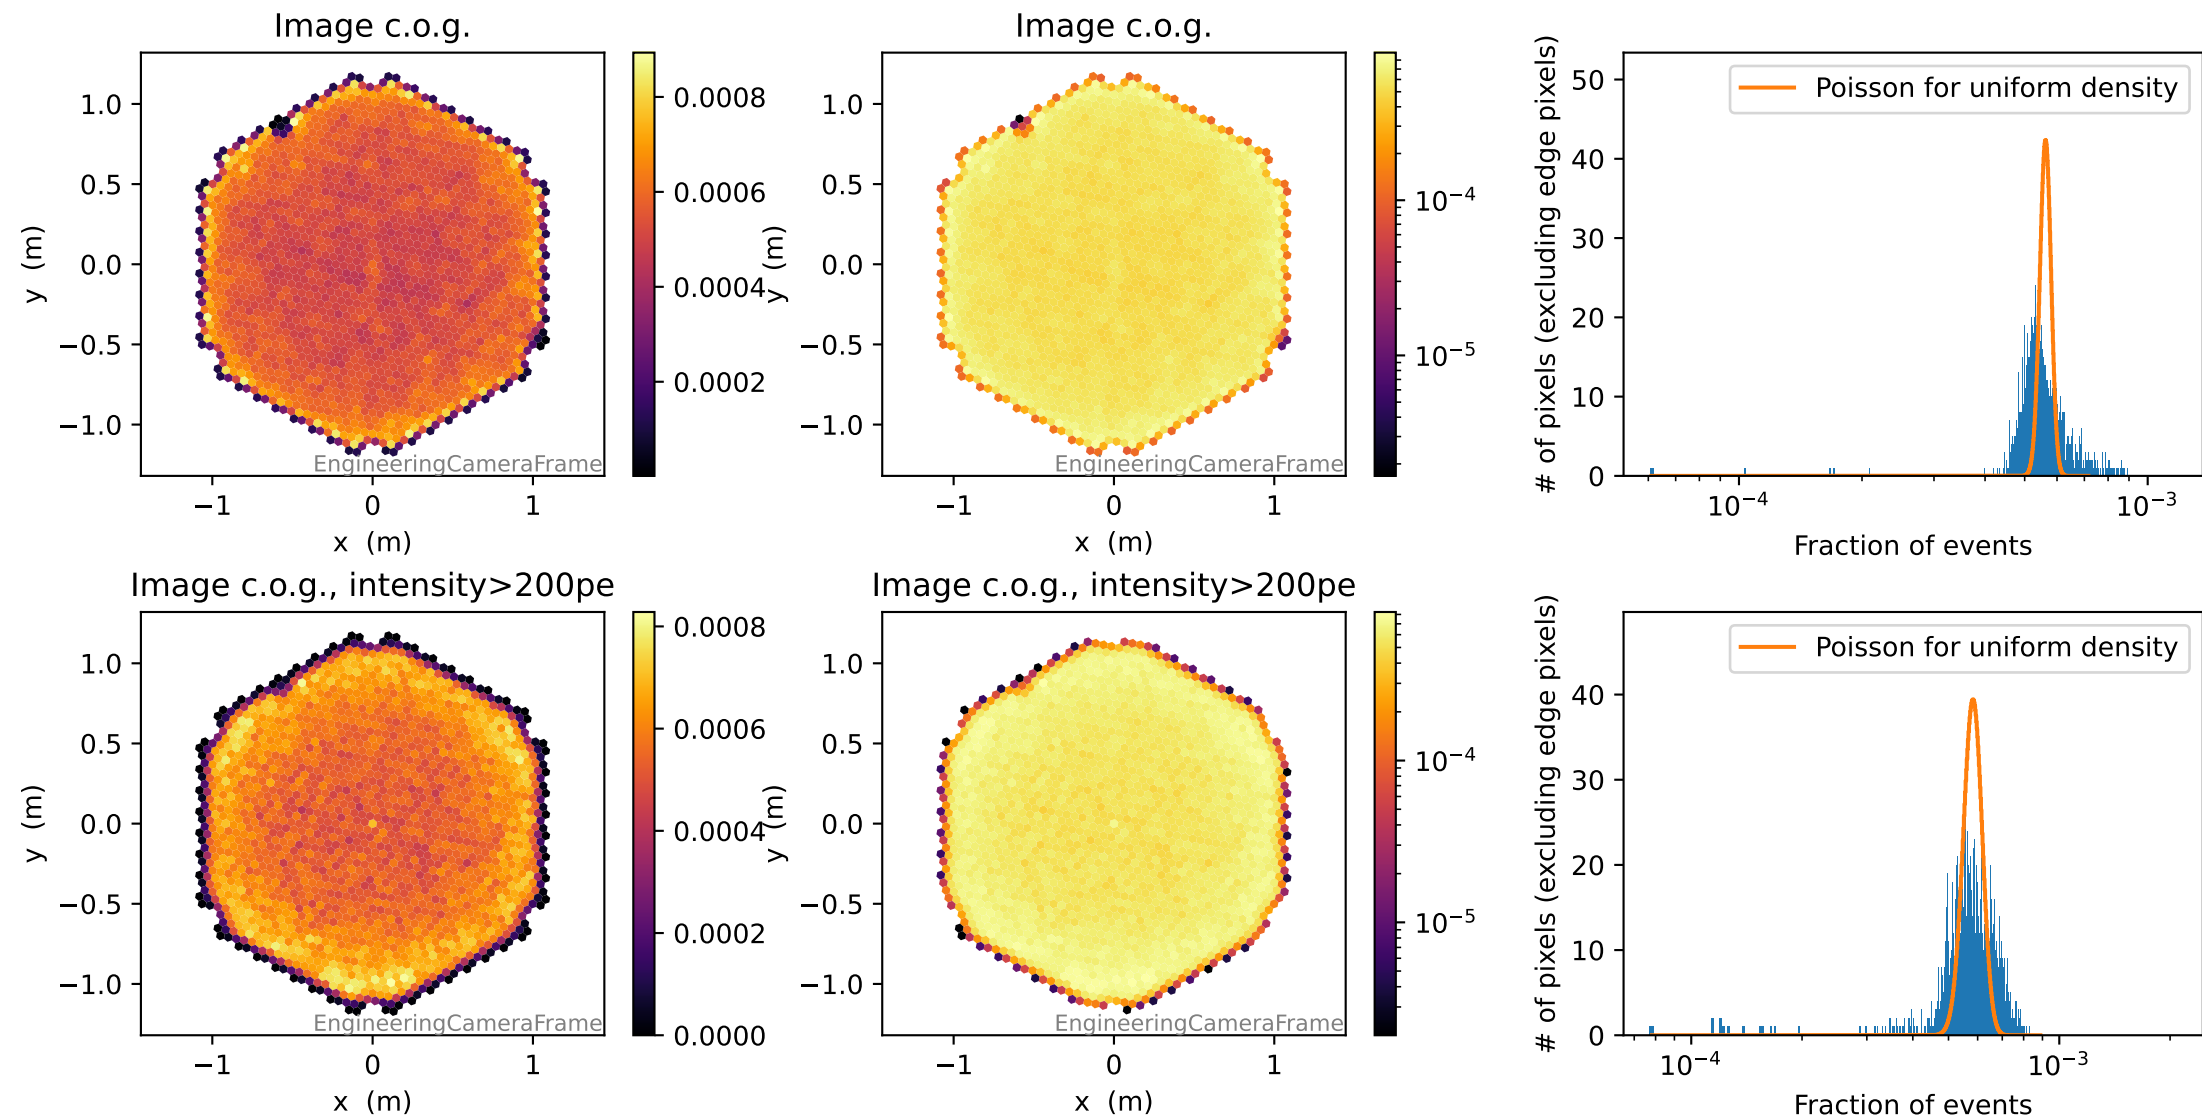 Image c.o.g.
1.0
0.5
0.0
−0.5
−1.0
y (m)
−1
0
1
x (m)
EngineeringCameraFrame
0.0008
0.0006
0.0004
0.0002
Image c.o.g.
1.0
0.5
0.0
−0.5
−1.0
y (m)
−1
0
1
x (m)
EngineeringCameraFrame
10⁻⁴
10⁻⁵
# of pixels (excluding edge pixels)
50
40
30
20
10
0
Poisson for uniform density
10⁻⁴
10⁻³
Fraction of events
Image c.o.g., intensity>200pe
1.0
0.5
0.0
−0.5
−1.0
y (m)
−1
0
1
x (m)
EngineeringCameraFrame
0.0008
0.0006
0.0004
0.0002
0.0000
Image c.o.g., intensity>200pe
1.0
0.5
0.0
−0.5
−1.0
y (m)
−1
0
1
x (m)
EngineeringCameraFrame
10⁻⁴
10⁻⁵
# of pixels (excluding edge pixels)
40
30
20
10
0
Poisson for uniform density
10⁻⁴
10⁻³
Fraction of events